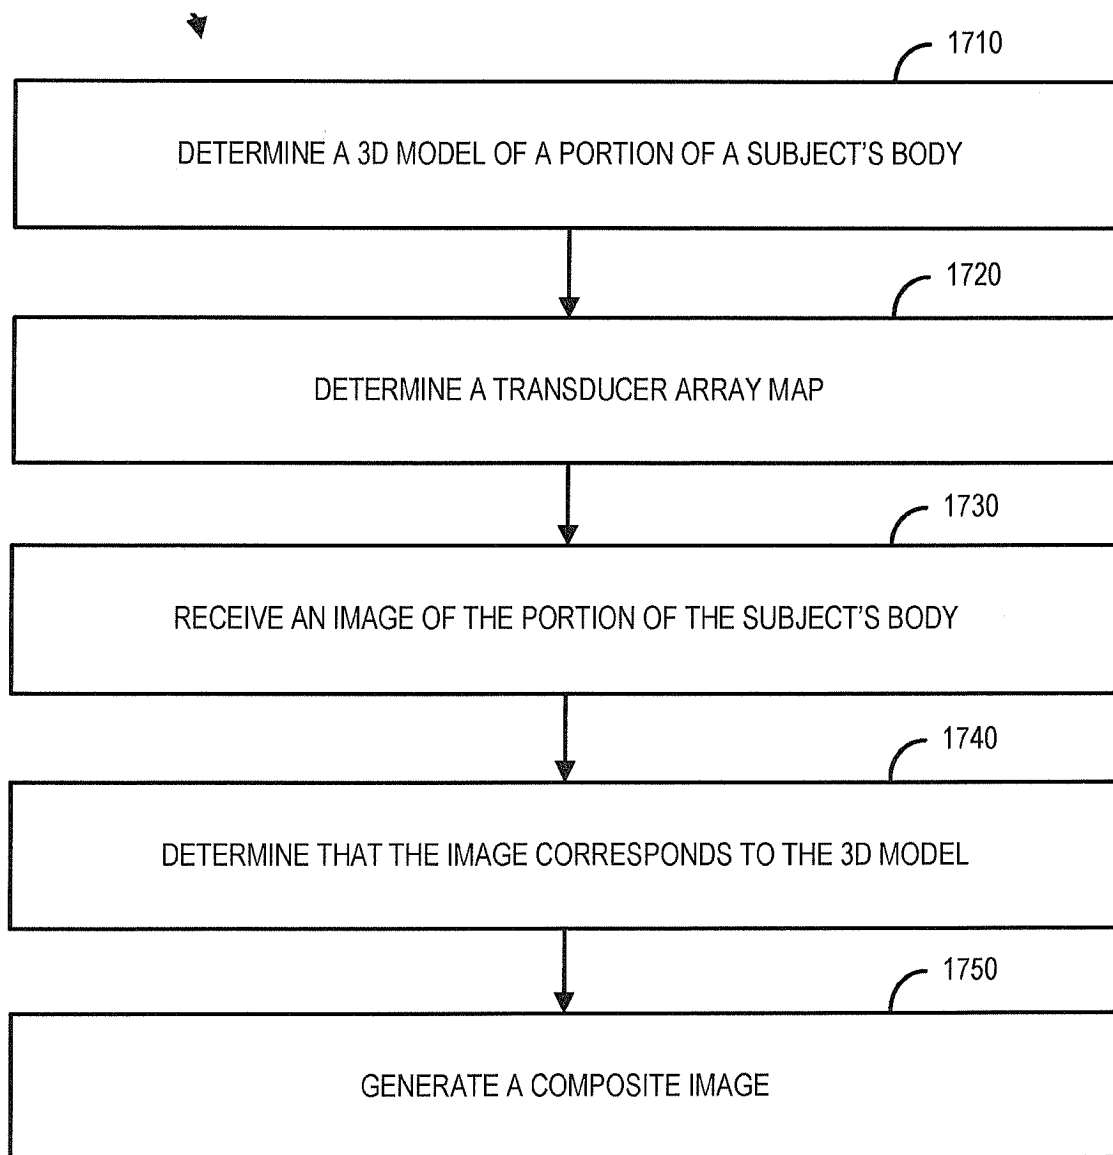 1710
DETERMINE A 3D MODEL OF A PORTION OF A SUBJECT'S BODY
1720
DETERMINE A TRANSDUCER ARRAY MAP
1730
RECEIVE AN IMAGE OF THE PORTION OF THE SUBJECT'S BODY
1740
DETERMINE THAT THE IMAGE CORRESPONDS TO THE 3D MODEL
1750
GENERATE A COMPOSITE IMAGE